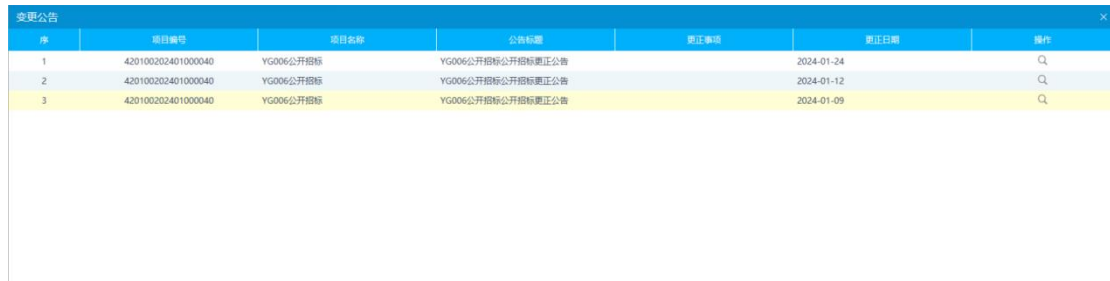 变更公告
序 项目编号 项目名称 公告标题 更正事项 更正日期 操作
1 420100202401000040 YG006公开招标 YG006公开招标公开招标更正公告 2024-01-24
2 420100202401000040 YG006公开招标 YG006公开招标公开招标更正公告 2024-01-12
3 420100202401000040 YG006公开招标 YG006公开招标公开招标更正公告 2024-01-09